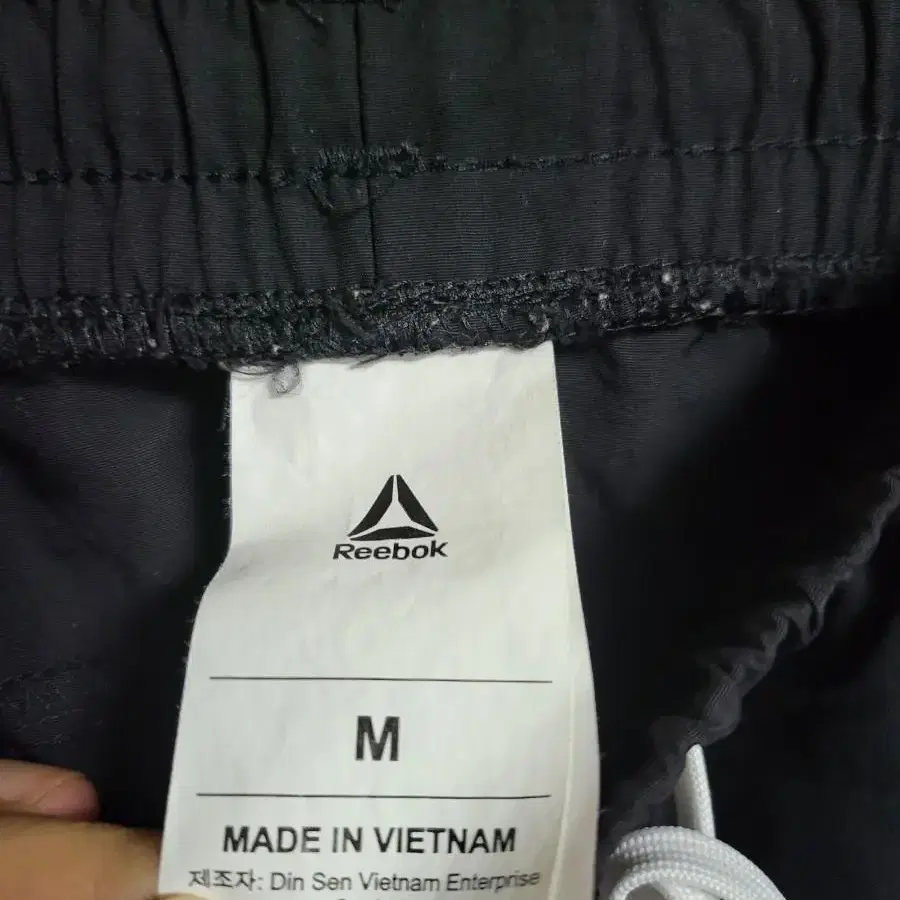 Reebok
M
MADE IN VIETNAM
제조자: Din Sen Vietnam Enterprise